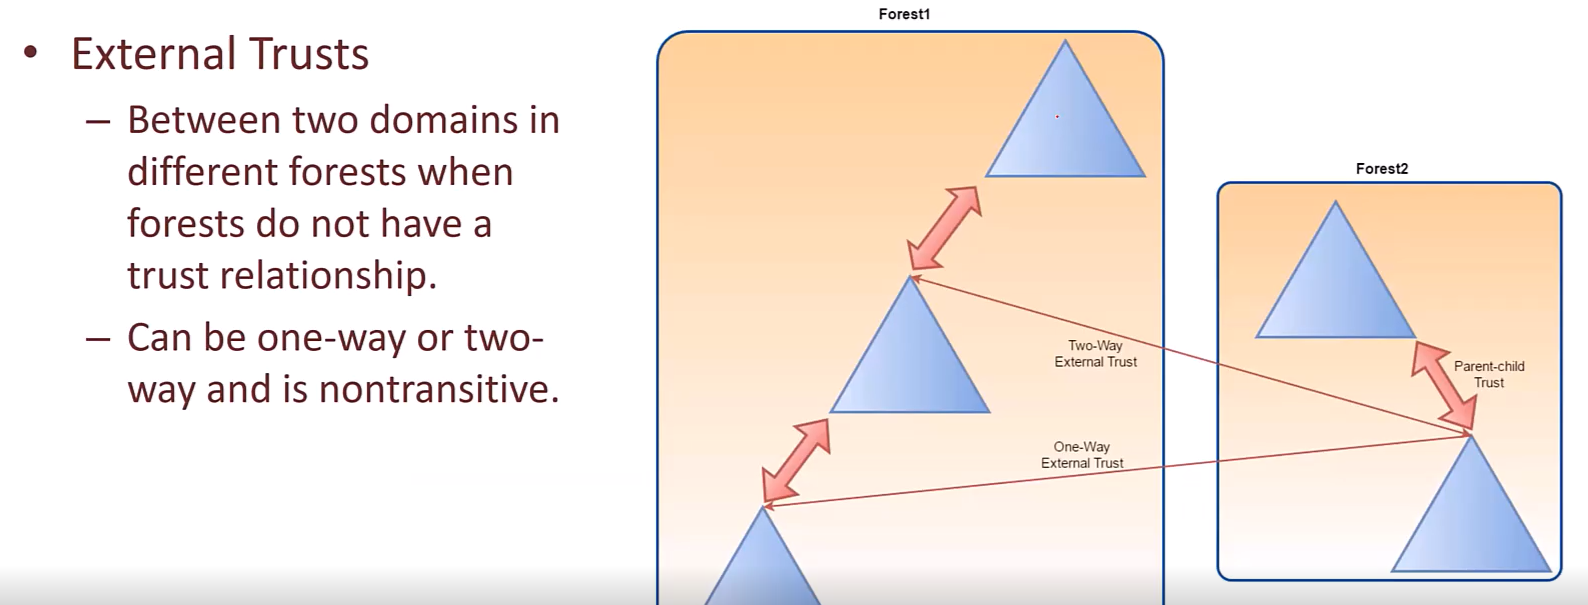 • External Trusts
– Between two domains in
different forests when
forests do not have a
trust relationship.
– Can be one-way or two-
way and is nontransitive.
Forest1
Two-Way
External Trust
One-Way
External Trust
Forest2
Parent-child
Trust